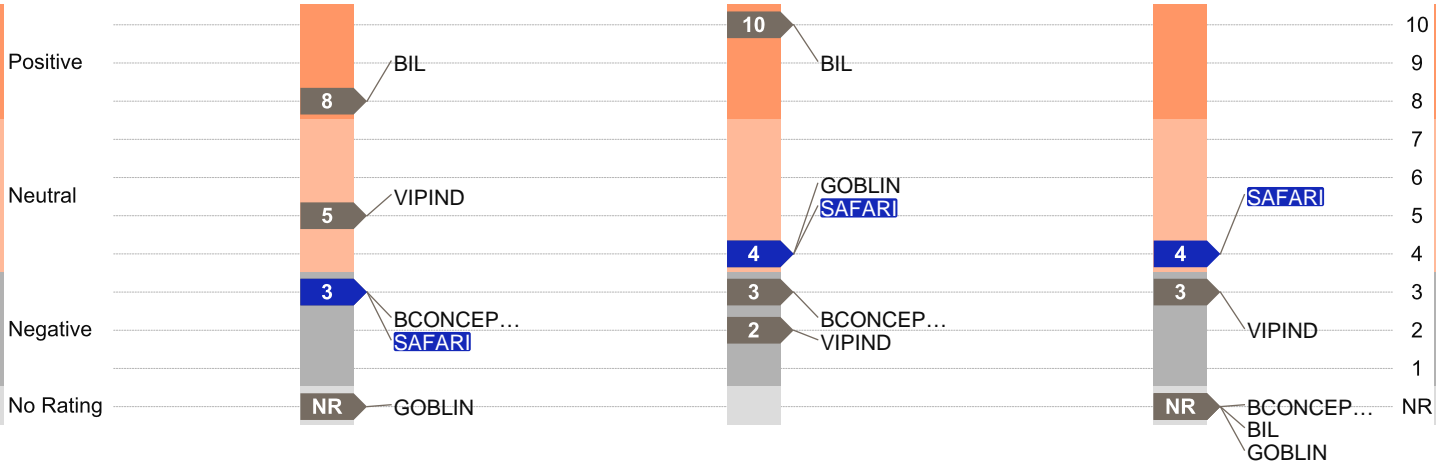 10
10
Positive
BIL
BIL
9
8
8
7
Neutral
GOBLIN
6
VIPIND
SAFARI
SAFARI
5
5
4
4
4
3
3
3
3
BCONCEP…
BCONCEP…
Negative
2
VIPIND
2
SAFARI
VIPIND
1
No Rating
NR
GOBLIN
NR
BCONCEP…
NR
BIL
GOBLIN